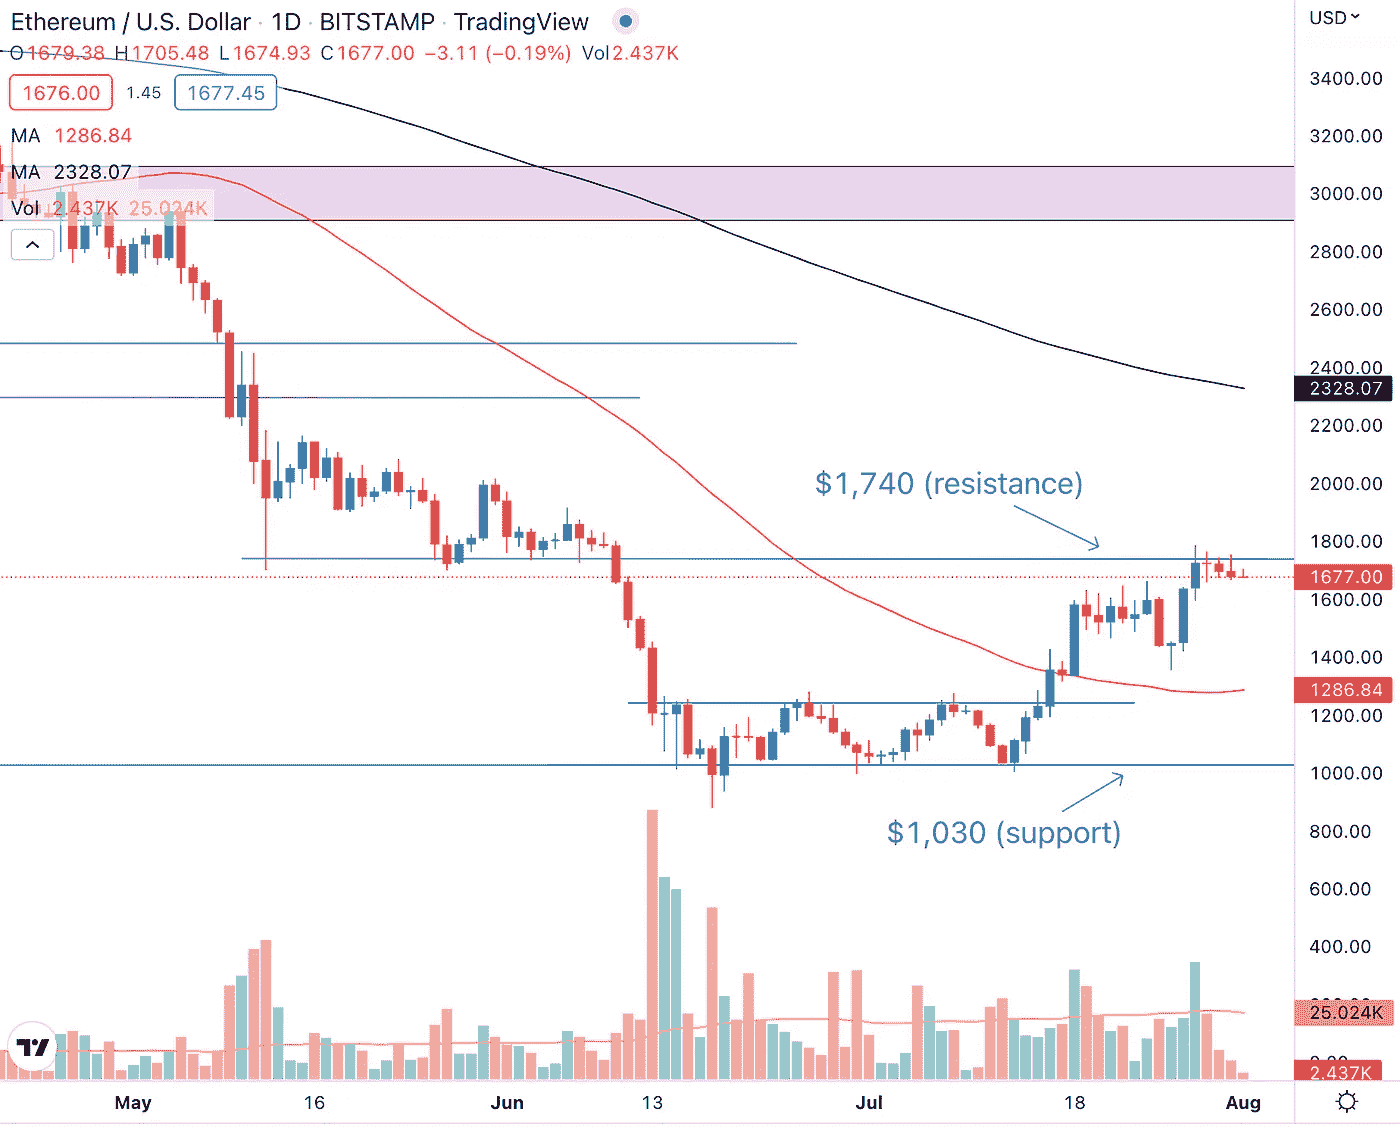 Ethereum / U.S. Dollar · 1D · BITSTAMP · TradingView
USD
O1679.38 H1705.48 L1674.93 C1677.00 −3.11 (−0.19%) Vol2.437K
1676.00 1.45 1677.45
MA 1286.84
MA 2328.07
Vol 2.437K 25.024K
3400.00
3200.00
3000.00
2800.00
2600.00
2400.00
2328.07
2200.00
2000.00
$1,740 (resistance)
1800.00
1677.00
1600.00
1400.00
1286.84
1200.00
1000.00
$1,030 (support)
800.00
600.00
400.00
25.024K
2.437K
May 16 Jun 13 Jul 18 Aug